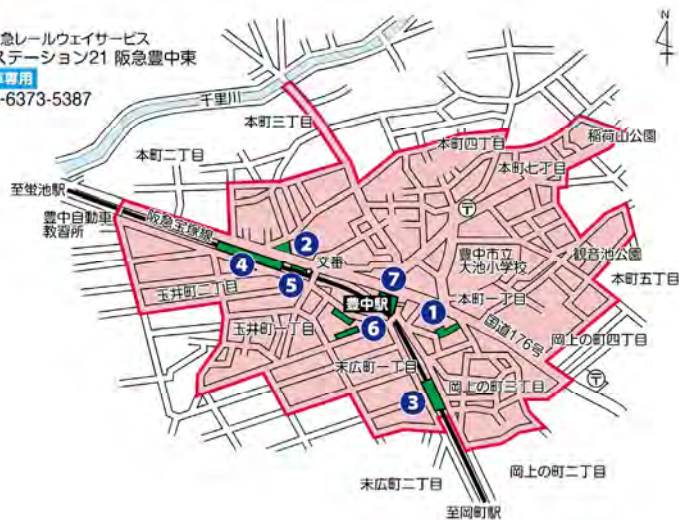 急レールウェイサービス
ステーション21 阪急豊中東
専用
-6373-5387
N
千里川
本町三丁目
本町二丁目
本町四丁目
稲荷山公園
本町七丁目
至蛍池駅
豊中自動車
教習所
阪急宝塚線
〒
2
交番
豊中市立
大池小学校
観音池公園
4
5
7
本町五丁目
玉井町二丁目
豊中駅
本町一丁目
1
国道176号
玉井町一丁目
6
岡上の町四丁目
末広町一丁目
岡上の町三丁目
〒
3
岡上の町二丁目
末広町二丁目
至岡町駅